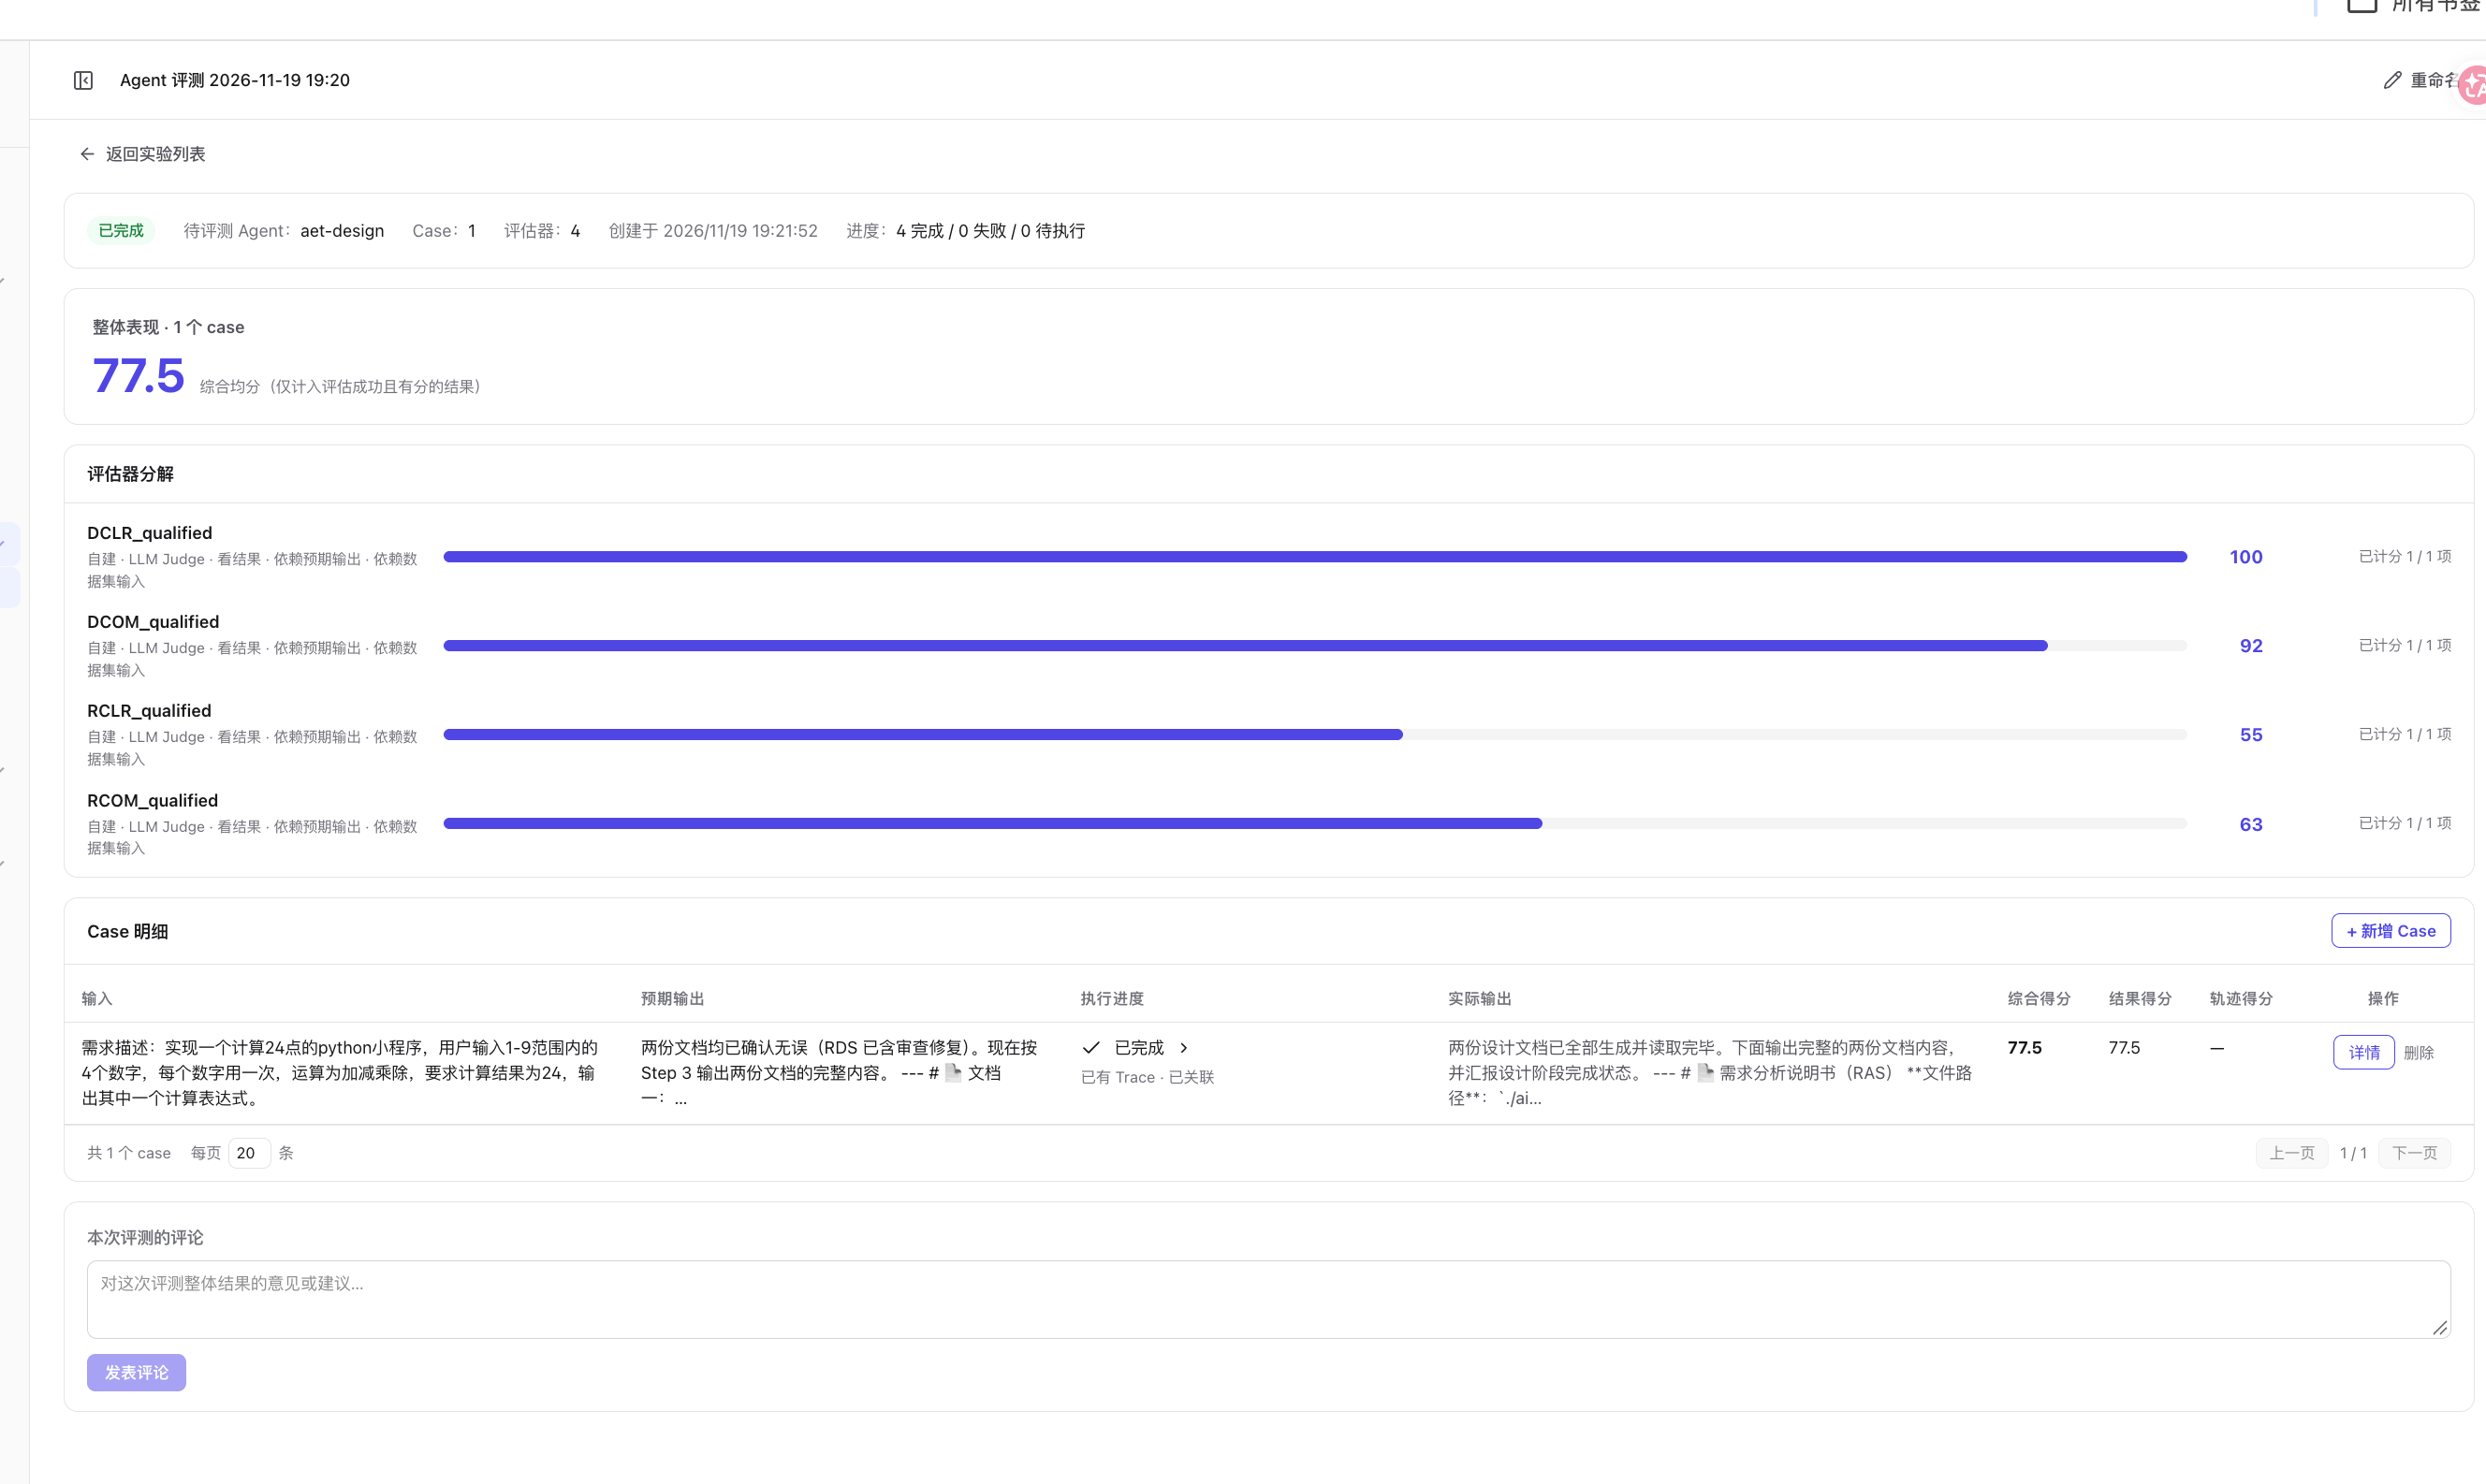 所有书签
Agent 评测 2026-11-19 19:20
重命名
返回实验列表
已完成 待评测 Agent：aet-design Case：1 评估器：4 创建于 2026/11/19 19:21:52 进度：4 完成 / 0 失败 / 0 待执行
整体表现 · 1 个 case
77.5 综合均分（仅计入评估成功且有分的结果）
评估器分解
DCLR_qualified
自建 · LLM Judge · 看结果 · 依赖预期输出 · 依赖数
据集输入
100 已计分 1 / 1 项
DCOM_qualified
自建 · LLM Judge · 看结果 · 依赖预期输出 · 依赖数
据集输入
92 已计分 1 / 1 项
RCLR_qualified
自建 · LLM Judge · 看结果 · 依赖预期输出 · 依赖数
据集输入
55 已计分 1 / 1 项
RCOM_qualified
自建 · LLM Judge · 看结果 · 依赖预期输出 · 依赖数
据集输入
63 已计分 1 / 1 项
Case 明细
+ 新增 Case
输入 预期输出 执行进度 实际输出 综合得分 结果得分 轨迹得分 操作
需求描述：实现一个计算24点的python小程序，用户输入1-9范围内的
4个数字，每个数字用一次，运算为加减乘除，要求计算结果为24，输
出其中一个计算表达式。
两份文档均已确认无误（RDS 已含审查修复）。现在按
Step 3 输出两份文档的完整内容。 --- # 📄 文档
一：...
已完成
已有 Trace · 已关联
两份设计文档已全部生成并读取完毕。下面输出完整的两份文档内容，
并汇报设计阶段完成状态。 --- # 📄 需求分析说明书（RAS） **文件路
径**：`./ai...
77.5 77.5 — 详情 删除
共 1 个 case 每页 20 条
上一页 1 / 1 下一页
本次评测的评论
对这次评测整体结果的意见或建议...
发表评论